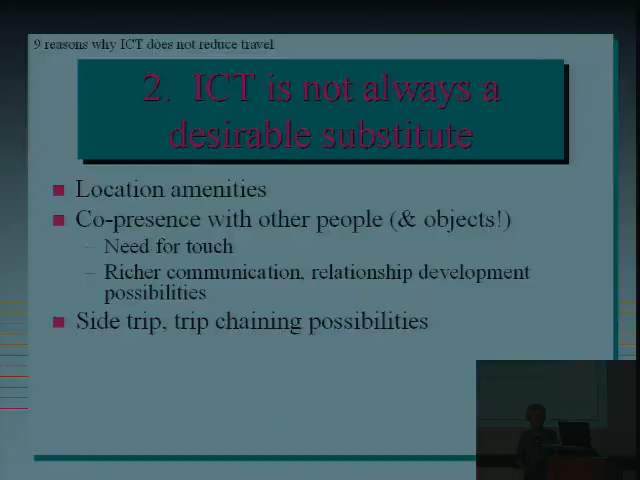 9 reasons why ICT does not reduce travel
2. ICT is not always a
desirable substitute
Location amenities
Co-presence with other people (& objects!)
– Need for touch
– Richer communication, relationship development
possibilities
Side trip, trip chaining possibilities